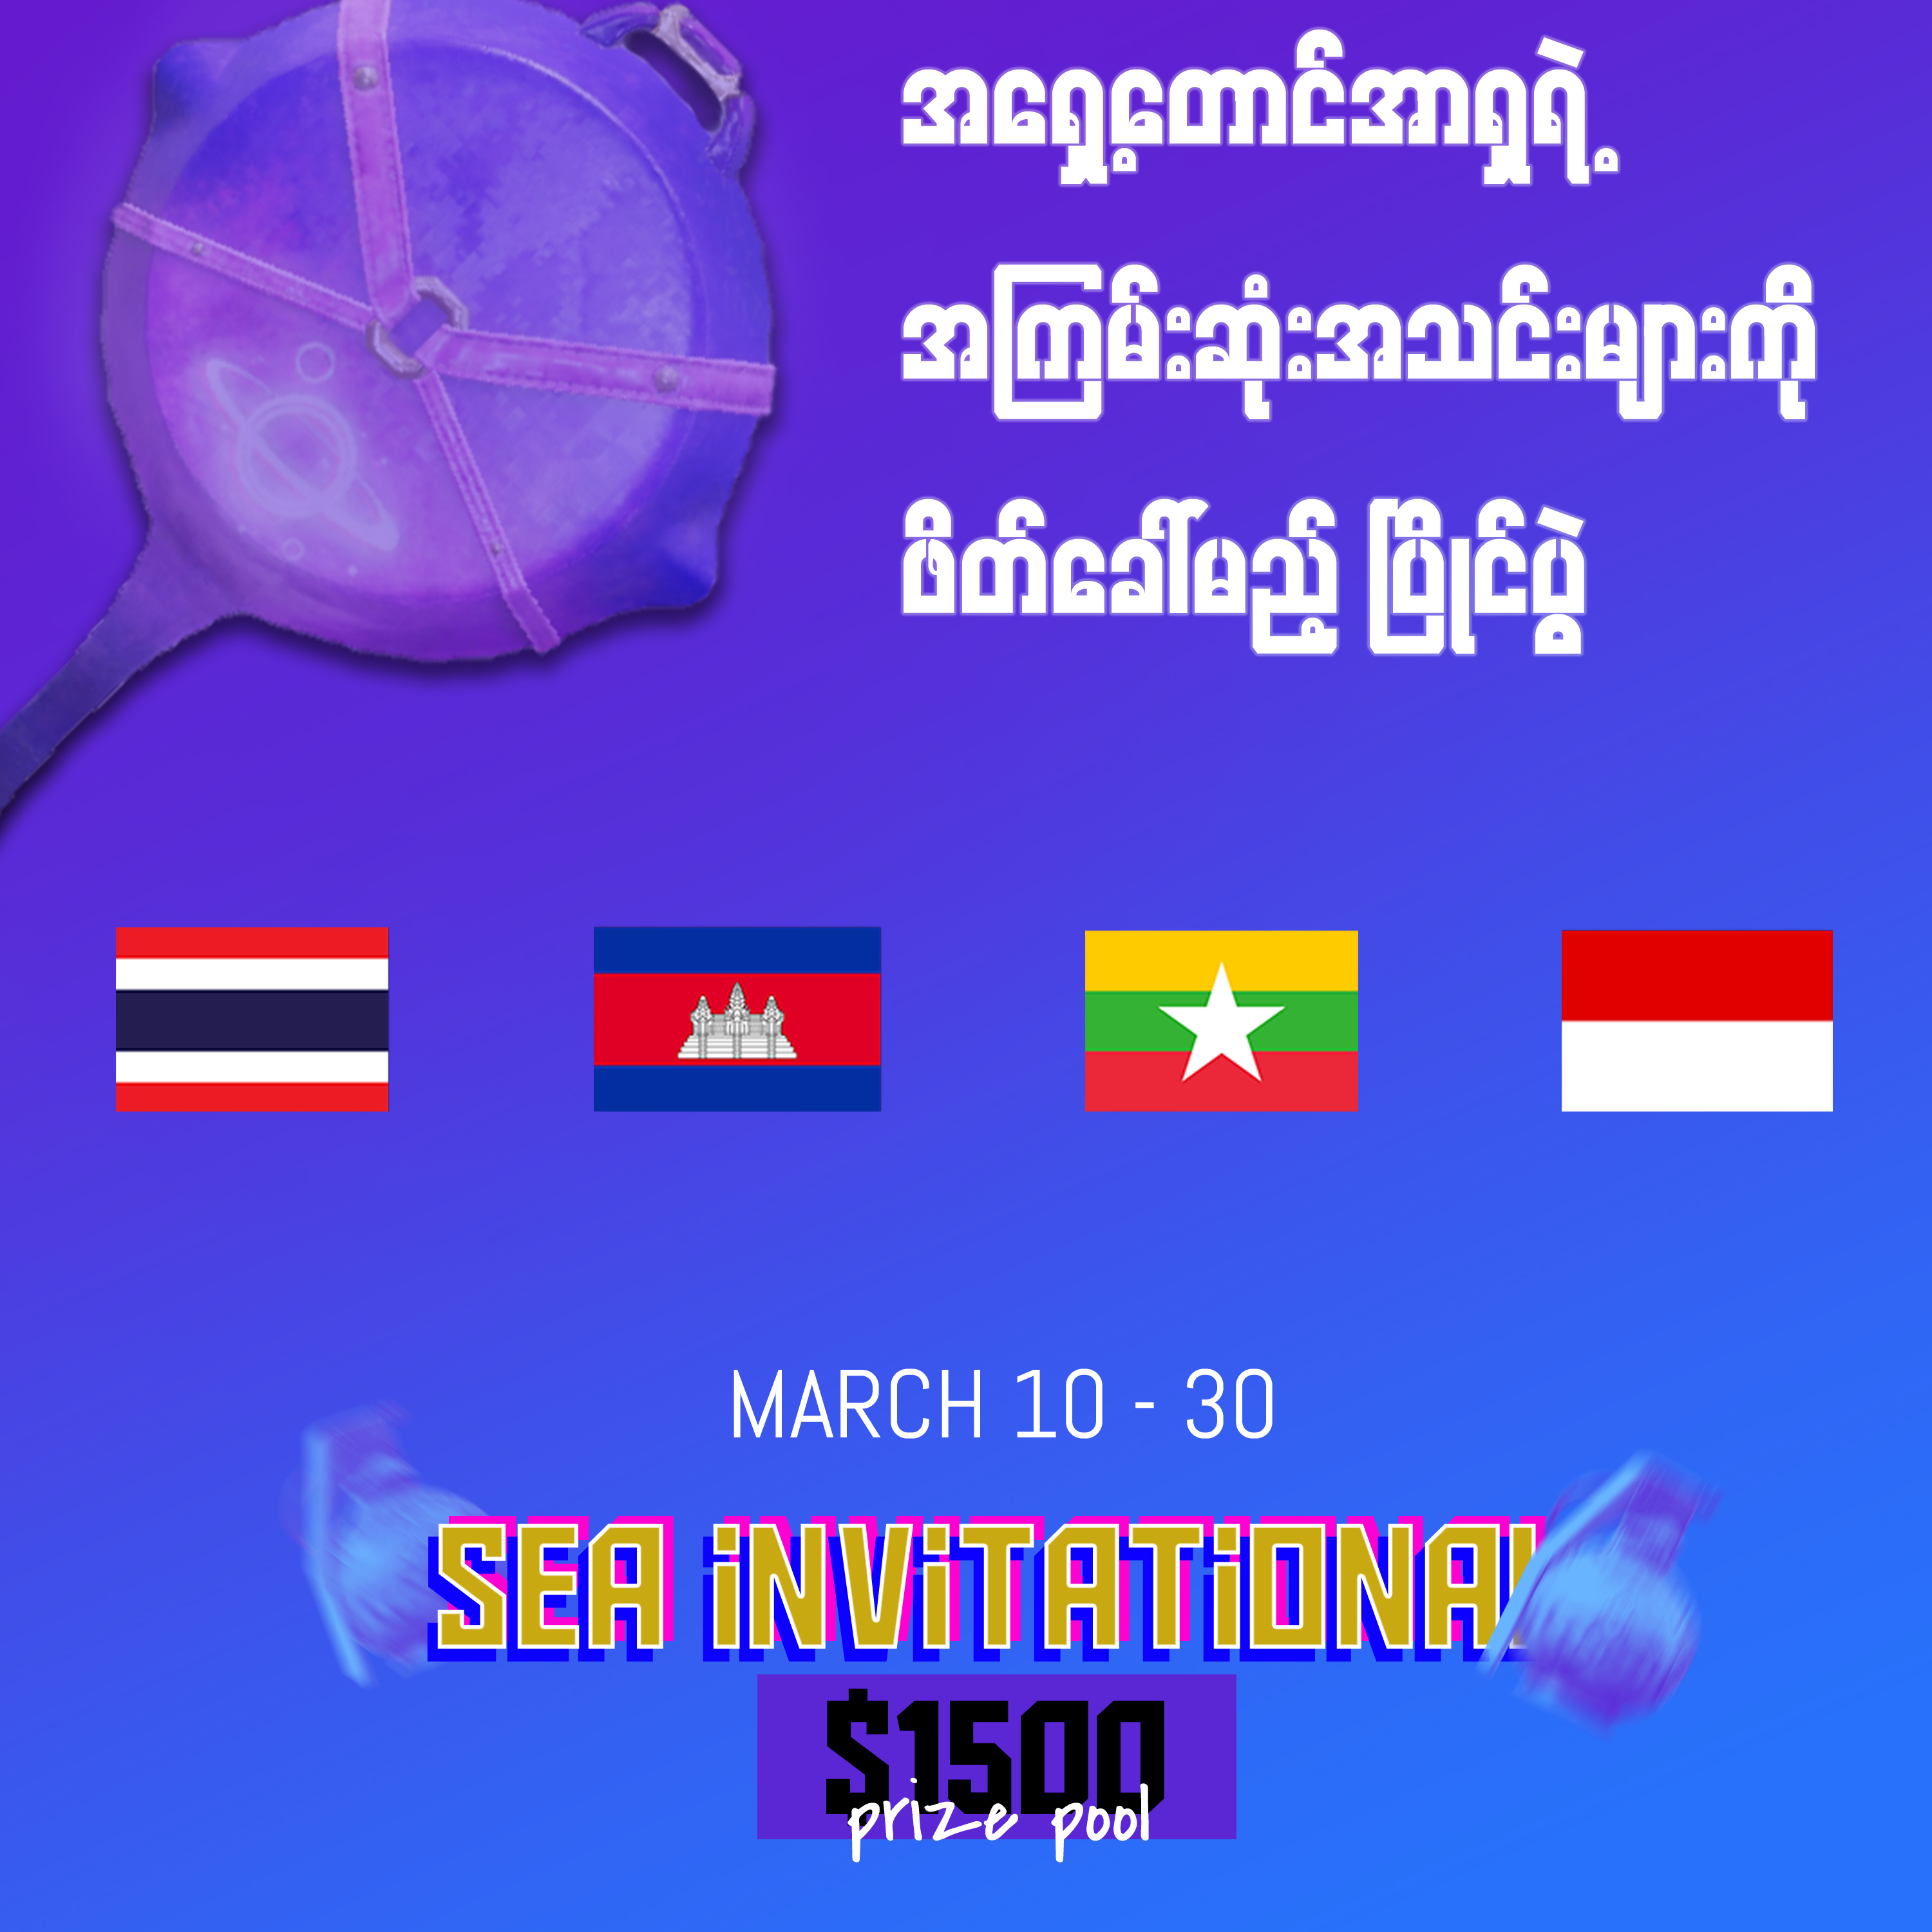 အရှေ့တောင်အာရှရဲ့
အကြမ်းဆုံးအသင်းများကို
ဖိတ်ခေါ်မည့် ပြိုင်ပွဲ
MARCH 10 - 30
SEA iNViTATiONAL
$1500
prize pool